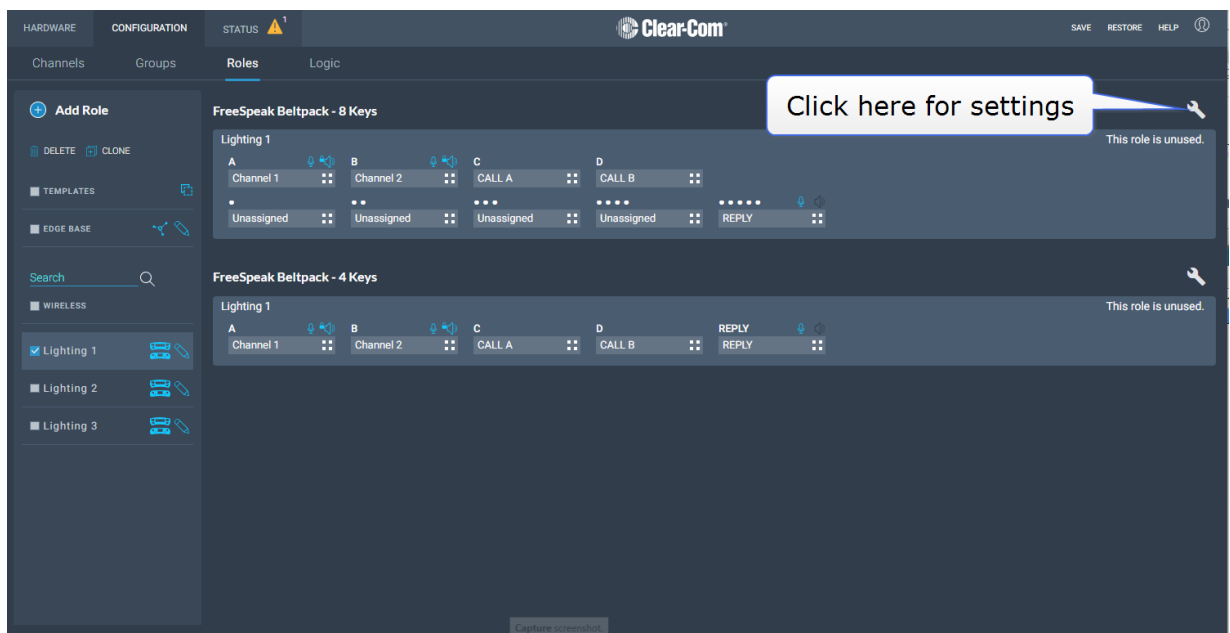 HARDWARE CONFIGURATION STATUS 1 Clear-Com SAVE RESTORE HELP
Channels Groups Roles Logic
Click here for settings
Add Role
DELETE CLONE
TEMPLATES
EDGE BASE
Search
WIRELESS
Lighting 1
Lighting 2
Lighting 3
FreeSpeak Beltpack - 8 Keys
Lighting 1 This role is unused.
A B C D
Channel 1 Channel 2 CALL A CALL B
Unassigned Unassigned Unassigned Unassigned REPLY
FreeSpeak Beltpack - 4 Keys
Lighting 1 This role is unused.
A B C D REPLY
Channel 1 Channel 2 CALL A CALL B REPLY
Capture screenshot.